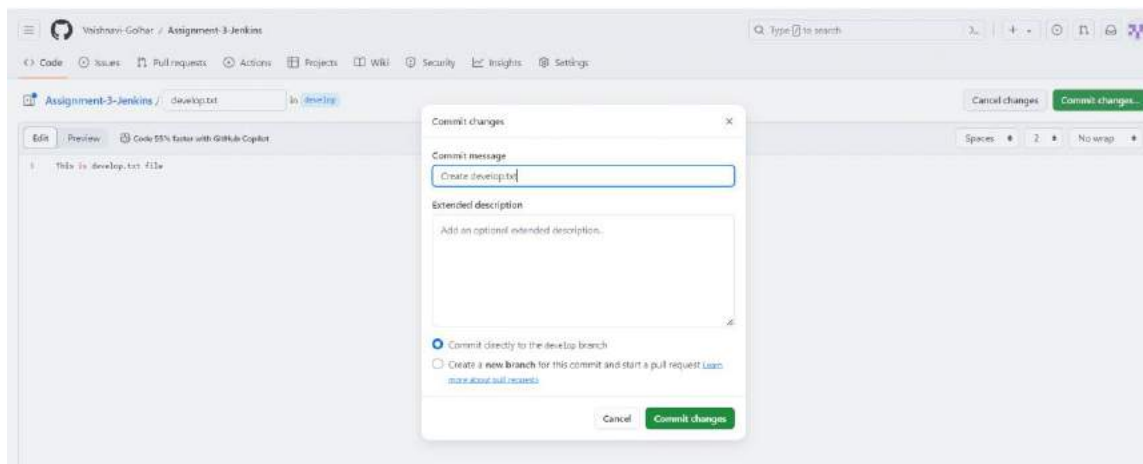 Vaishnavi-Golhar / Assignment-3-Jenkins
Type / to search
Code Issues Pull requests Actions Projects Wiki Security Insights Settings
Assignment-3-Jenkins / develop.txt in develop
Cancel changes Commit changes...
Edit Preview Code 55% faster with GitHub Copilot
Spaces 2 No wrap
1 This is develop.txt file
Commit changes
Commit message
Create develop.txt
Extended description
Add an optional extended description..
Commit directly to the develop branch
Create a new branch for this commit and start a pull request Learn
more about pull requests
Cancel Commit changes